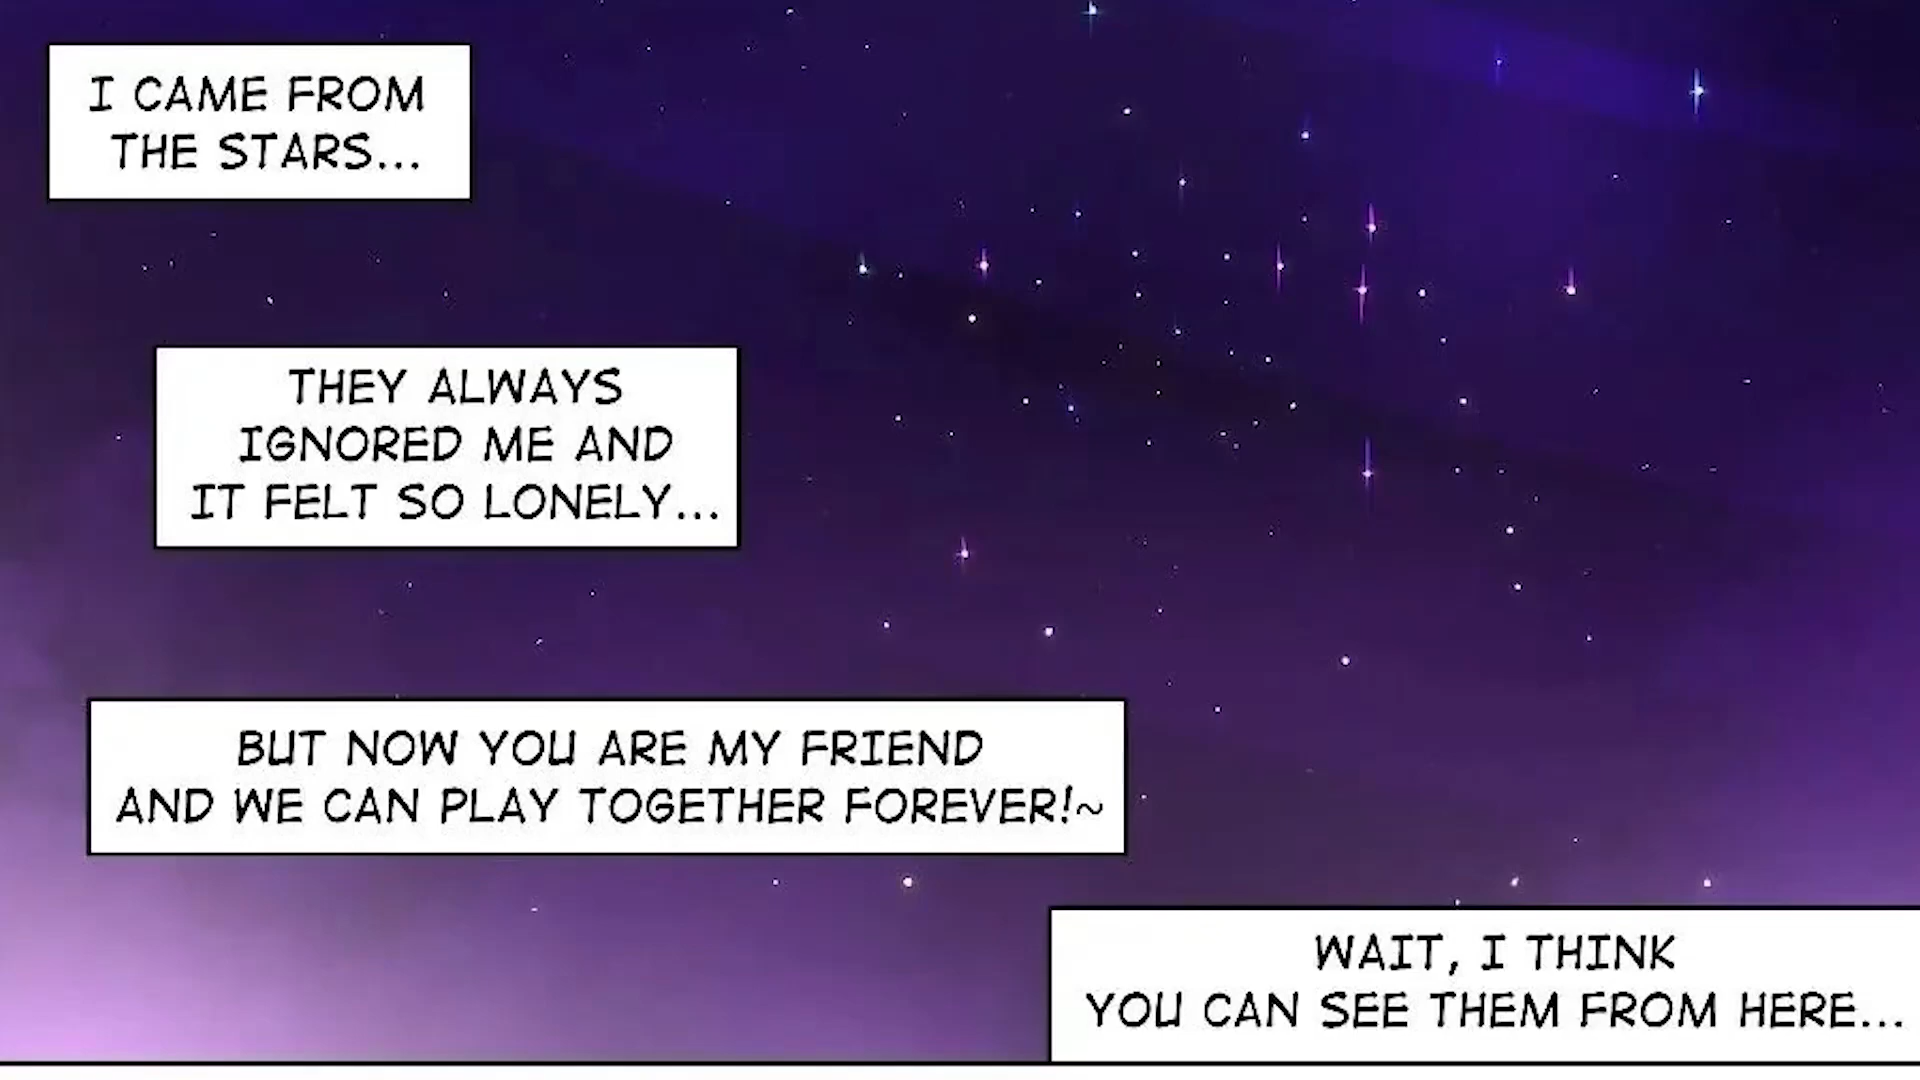 I CAME FROM
THE STARS...
THEY ALWAYS
IGNORED ME AND
IT FELT SO LONELY...
BUT NOW YOU ARE MY FRIEND
AND WE CAN PLAY TOGETHER FOREVER!~
WAIT, I THINK
YOU CAN SEE THEM FROM HERE...